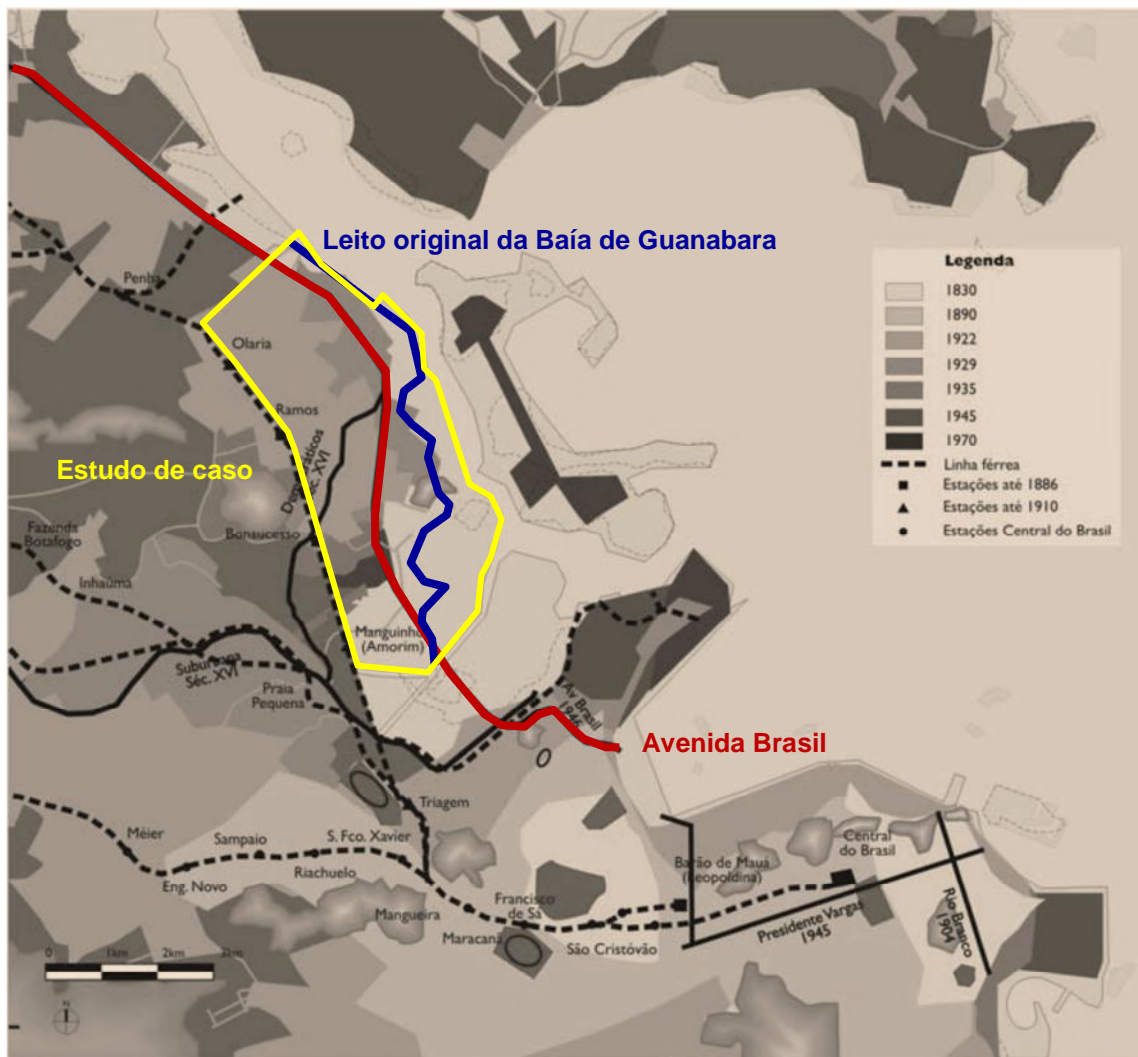 Leito original da Baía de Guanabara
Legenda
1830
1890
1922
1929
1935
1945
1970
Linha férrea
Estações até 1886
Estações até 1910
Estações Central do Brasil
Penha
Olaria
Ramos
Estudo de caso
Séc. XVI
Bonsucesso
Fazenda
Botafogo
Inhaúma
Manguinho
(Amorim)
Suburbana
Séc. XVI
Praia
Pequena
Av Brasil
1946
Avenida Brasil
Triagem
Méier
Sampaio
S. Fco. Xavier
Eng. Novo
Riachuelo
Mangueira
Francisco
de Sá
Maracanã
São Cristóvão
Barão de Mauá
(Leopoldina)
Central
do Brasil
Presidente Vargas
1945
Rio Branco
1904
0 1km 2km 3km
N